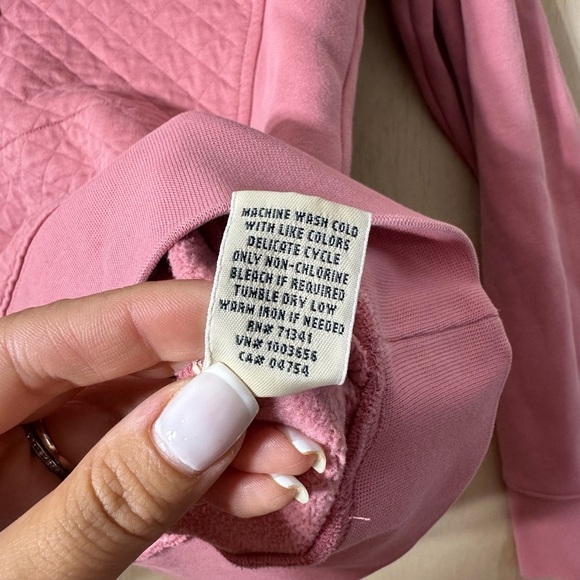 MACHINE WASH COLD
WITH LIKE COLORS
DELICATE CYCLE
ONLY NON-CHLORINE
BLEACH IF REQUIRED
TUMBLE DRY LOW
WARM IRON IF NEEDED
RN# 71341
VN# 1003656
CA# 04754